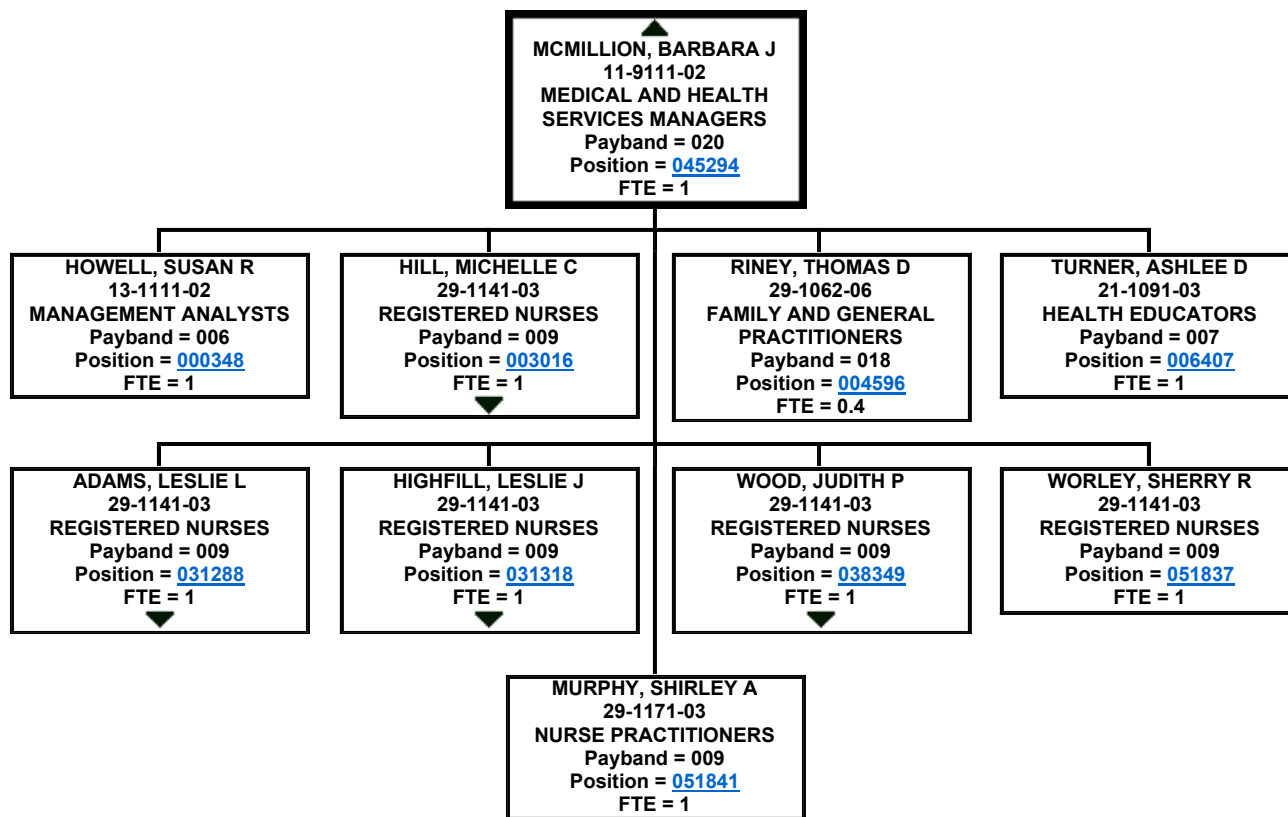 MCMILLION, BARBARA J
11-9111-02
MEDICAL AND HEALTH
SERVICES MANAGERS
Payband = 020
Position = 045294
FTE = 1
HOWELL, SUSAN R
13-1111-02
MANAGEMENT ANALYSTS
Payband = 006
Position = 000348
FTE = 1
HILL, MICHELLE C
29-1141-03
REGISTERED NURSES
Payband = 009
Position = 003016
FTE = 1
RINEY, THOMAS D
29-1062-06
FAMILY AND GENERAL
PRACTITIONERS
Payband = 018
Position = 004596
FTE = 0.4
TURNER, ASHLEE D
21-1091-03
HEALTH EDUCATORS
Payband = 007
Position = 006407
FTE = 1
ADAMS, LESLIE L
29-1141-03
REGISTERED NURSES
Payband = 009
Position = 031288
FTE = 1
HIGHFILL, LESLIE J
29-1141-03
REGISTERED NURSES
Payband = 009
Position = 031318
FTE = 1
WOOD, JUDITH P
29-1141-03
REGISTERED NURSES
Payband = 009
Position = 038349
FTE = 1
WORLEY, SHERRY R
29-1141-03
REGISTERED NURSES
Payband = 009
Position = 051837
FTE = 1
MURPHY, SHIRLEY A
29-1171-03
NURSE PRACTITIONERS
Payband = 009
Position = 051841
FTE = 1